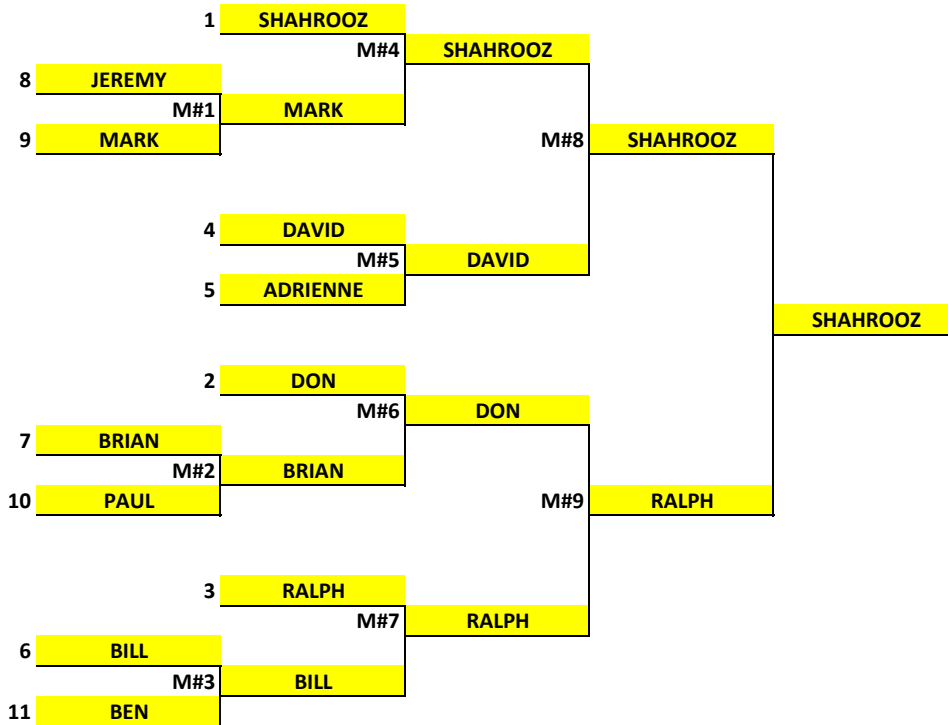 1 SHAHROOZ
M#4 SHAHROOZ
8 JEREMY
M#1 MARK
9 MARK
M#8 SHAHROOZ
4 DAVID
M#5 DAVID
5 ADRIENNE
SHAHROOZ
2 DON
M#6 DON
7 BRIAN
M#2 BRIAN
10 PAUL
M#9 RALPH
3 RALPH
M#7 RALPH
6 BILL
M#3 BILL
11 BEN